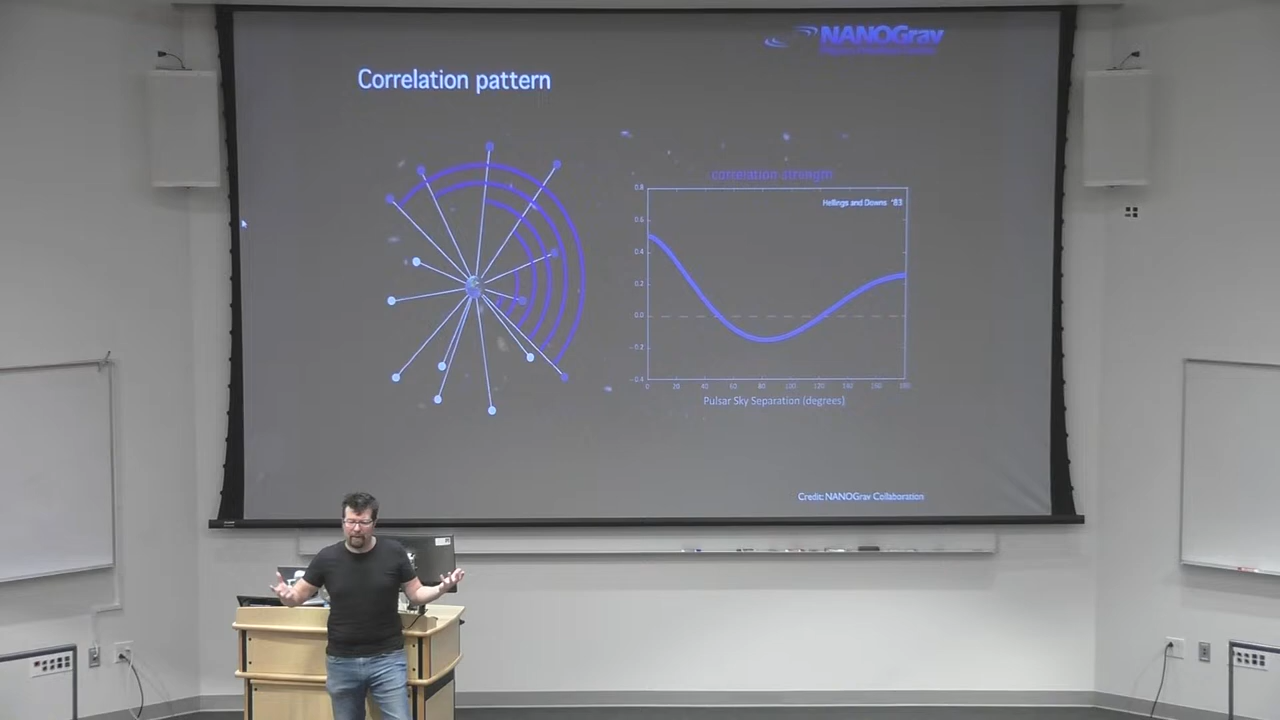 NANOGrav
Correlation pattern
correlation strength
Hellings and Downs '83
0.8
0.6
0.4
0.2
0.0
-0.2
-0.4
0 20 40 60 80 100 120 140 160 180
Pulsar Sky Separation (degrees)
Credit: NANOGrav Collaboration